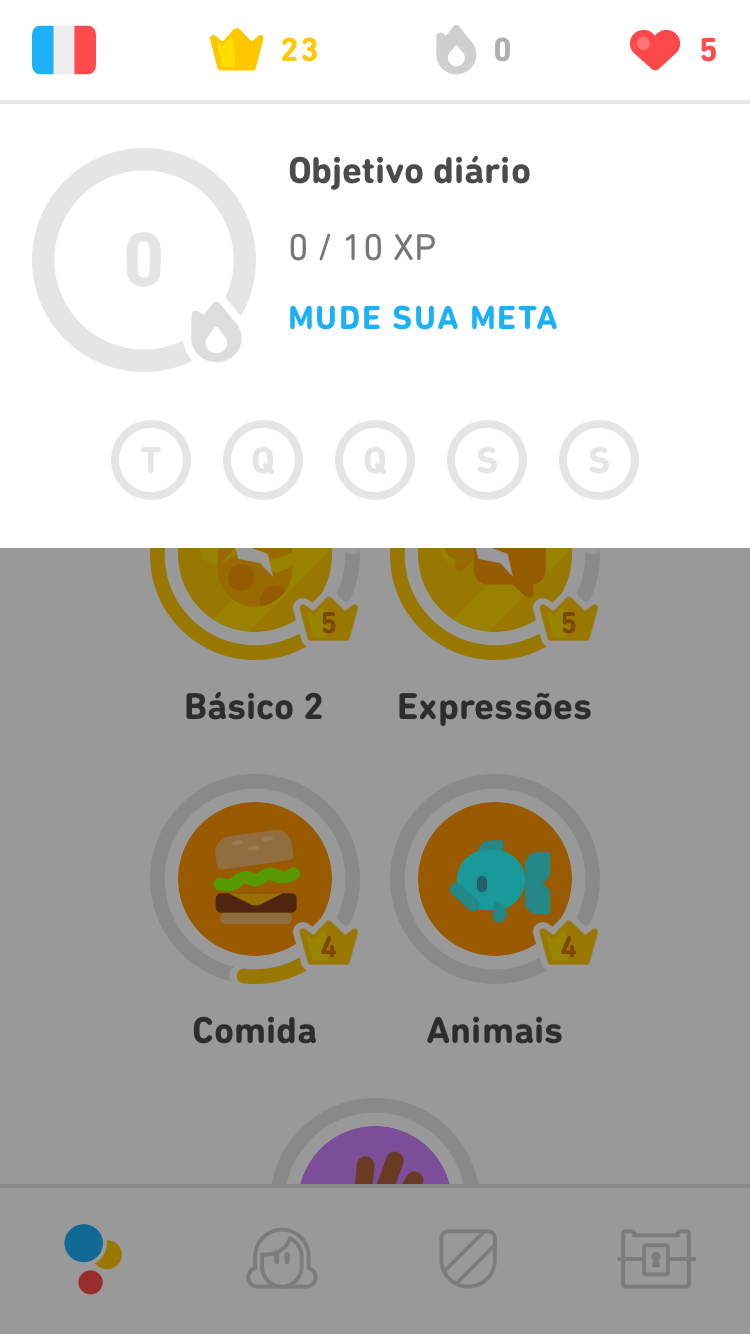 23 0 5
Objetivo diário
0
0 / 10 XP
MUDE SUA META
T Q Q S S
5 5
Básico 2 Expressões
4 4
Comida Animais